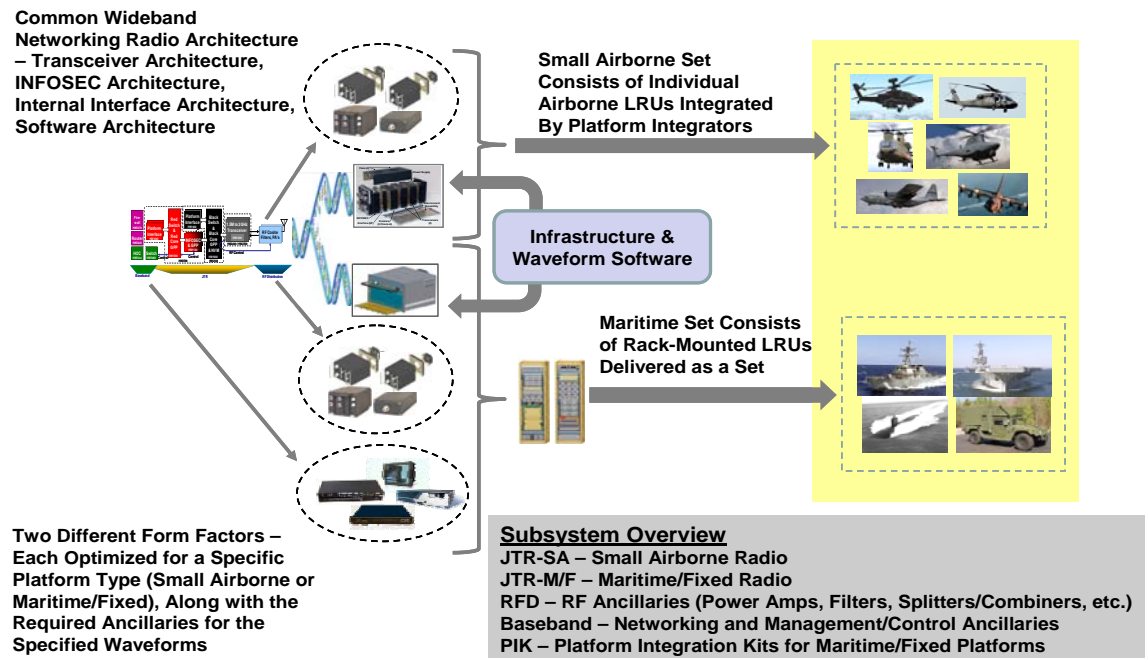 Common Wideband
Networking Radio Architecture
– Transceiver Architecture,
INFOSEC Architecture,
Internal Interface Architecture,
Software Architecture
Small Airborne Set
Consists of Individual
Airborne LRUs Integrated
By Platform Integrators
Infrastructure &
Waveform Software
Maritime Set Consists
of Rack-Mounted LRUs
Delivered as a Set
Two Different Form Factors –
Each Optimized for a Specific
Platform Type (Small Airborne or
Maritime/Fixed), Along with the
Required Ancillaries for the
Specified Waveforms
Subsystem Overview
JTR-SA – Small Airborne Radio
JTR-M/F – Maritime/Fixed Radio
RFD – RF Ancillaries (Power Amps, Filters, Splitters/Combiners, etc.)
Baseband – Networking and Management/Control Ancillaries
PIK – Platform Integration Kits for Maritime/Fixed Platforms